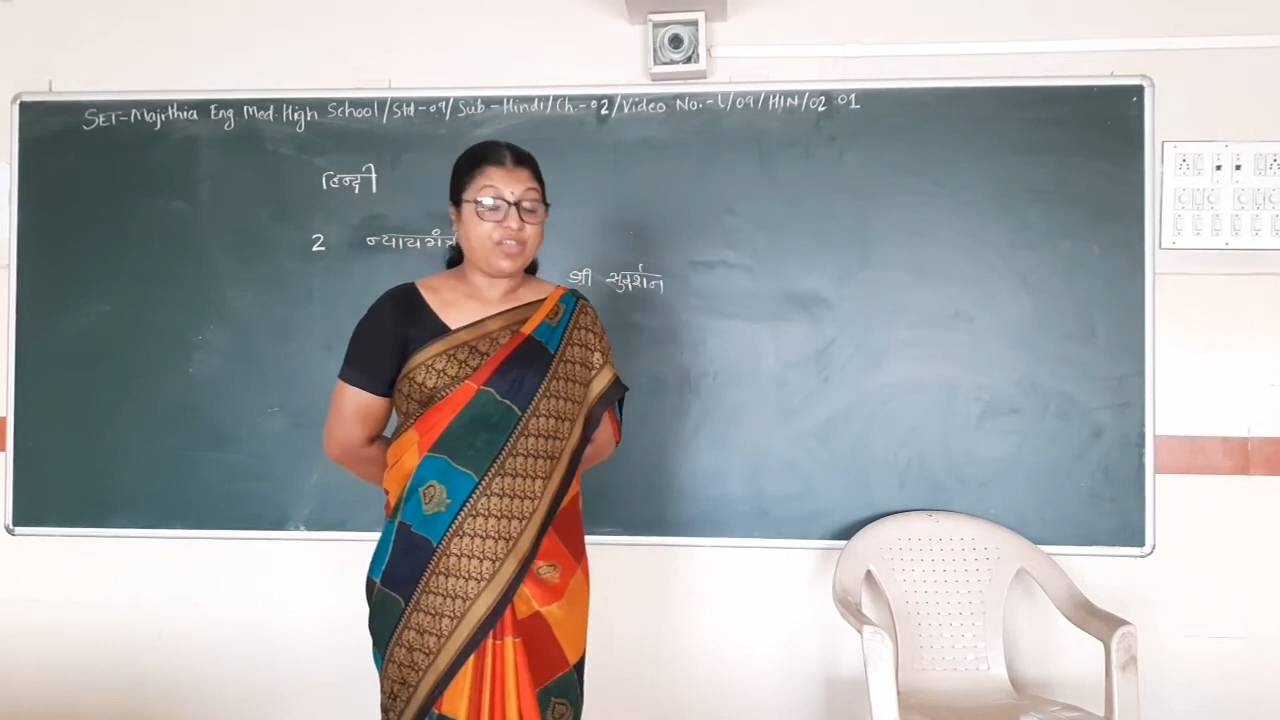 SET-Majithia Eng Med. High School/Std-09/Sub-Hindi/Ch.-02/Video No.-L/09/HIN/02 01
हिन्दी
2 न्यायमंत्र
श्री सुदर्शन